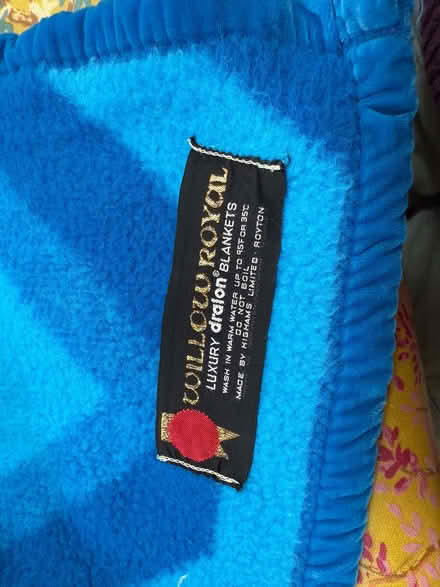 WILLOW ROYAL
LUXURY dralon® BLANKETS
WASH IN WARM WATER UP TO 95°F OR 35°C
DO NOT BOIL
MADE BY HIGHAMS LIMITED · ROYTON